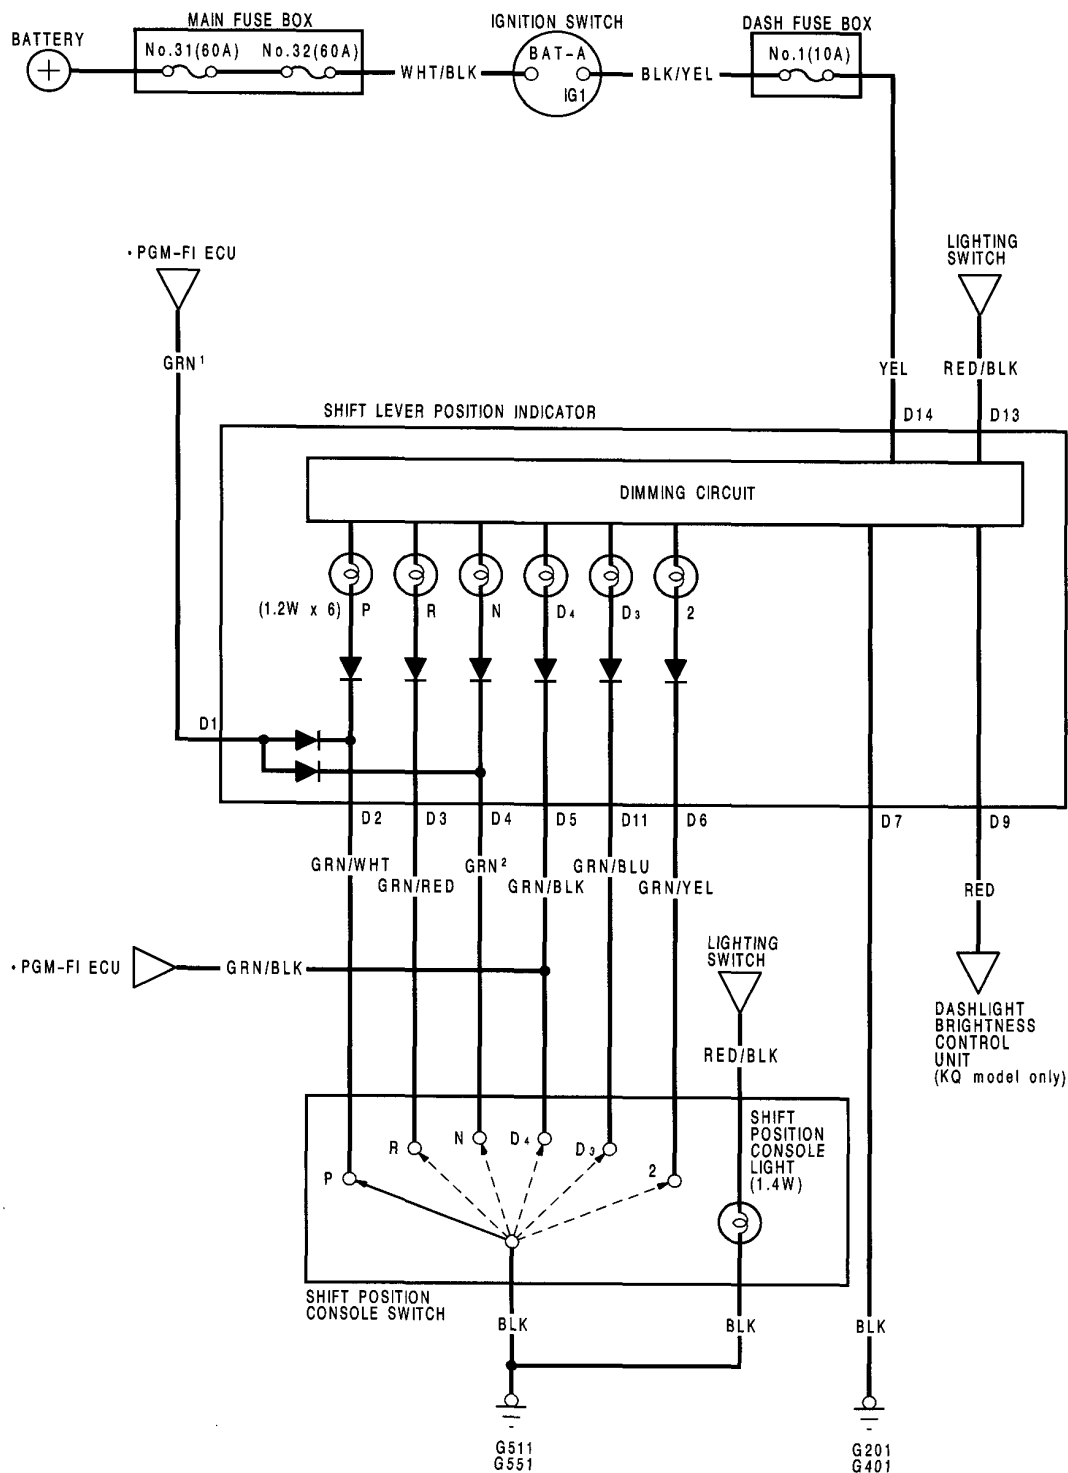 MAIN FUSE BOX
IGNITION SWITCH
DASH FUSE BOX
BATTERY
No.31(60A)
No.32(60A)
BAT-A
No.1(10A)
WHT/BLK
BLK/YEL
IG1
•PGM-FI ECU
LIGHTING
SWITCH
GRN¹
YEL
RED/BLK
SHIFT LEVER POSITION INDICATOR
D14
D13
DIMMING CIRCUIT
(1.2W x 6)
P
R
N
D₄
D₃
2
D1
D2
D3
D4
D5
D11
D6
D7
D9
GRN/WHT
GRN/RED
GRN²
GRN/BLK
GRN/BLU
GRN/YEL
RED
LIGHTING
SWITCH
•PGM-FI ECU
GRN/BLK
DASHLIGHT
BRIGHTNESS
CONTROL
UNIT
(KQ model only)
RED/BLK
SHIFT
POSITION
CONSOLE
LIGHT
(1.4W)
P
R
N
D₄
D₃
2
SHIFT POSITION
CONSOLE SWITCH
BLK
BLK
BLK
G511
G551
G201
G401